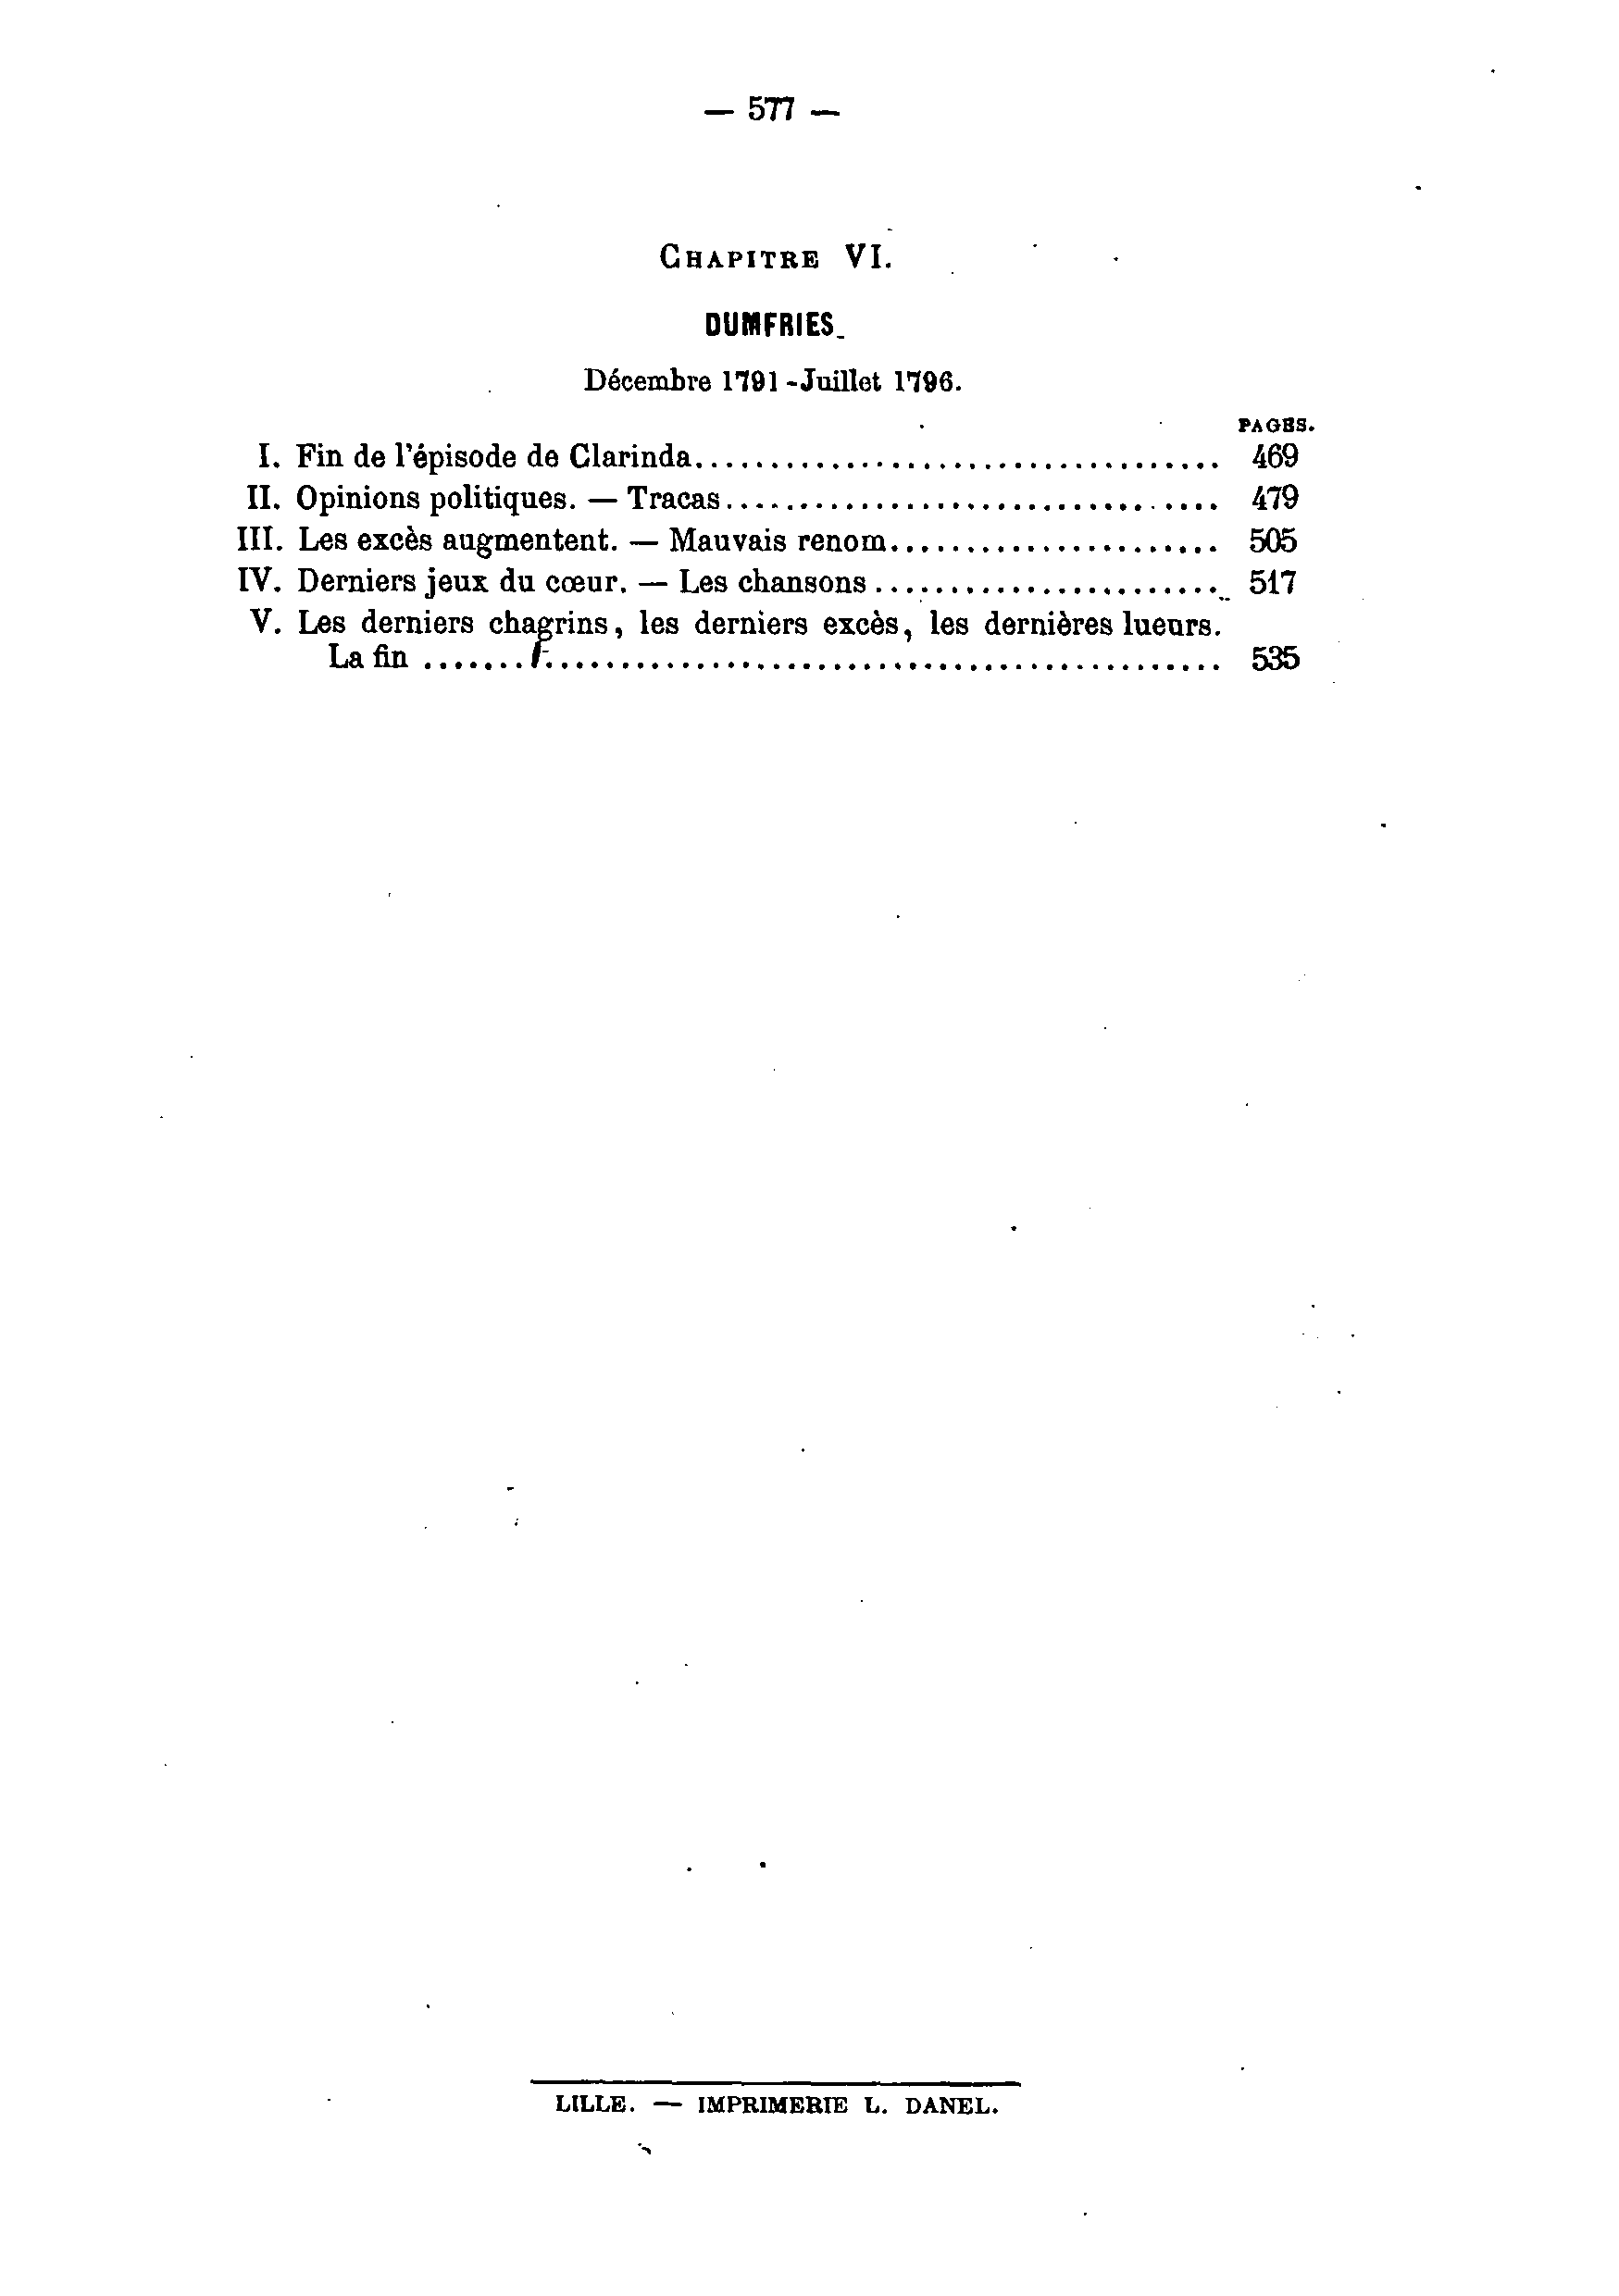 — 577 —
CHAPITRE VI.
DUMFRIES.
Décembre 1791-Juillet 1796.
PAGES.
I. Fin de l'épisode de Clarinda................................... 469
II. Opinions politiques. — Tracas................................. 479
III. Les excès augmentent. — Mauvais renom...................... 505
IV. Derniers jeux du cœur. — Les chansons ....................... 517
V. Les derniers chagrins, les derniers excès, les dernières lueurs.
La fin ..................................................... 535
LILLE. — IMPRIMERIE L. DANEL.